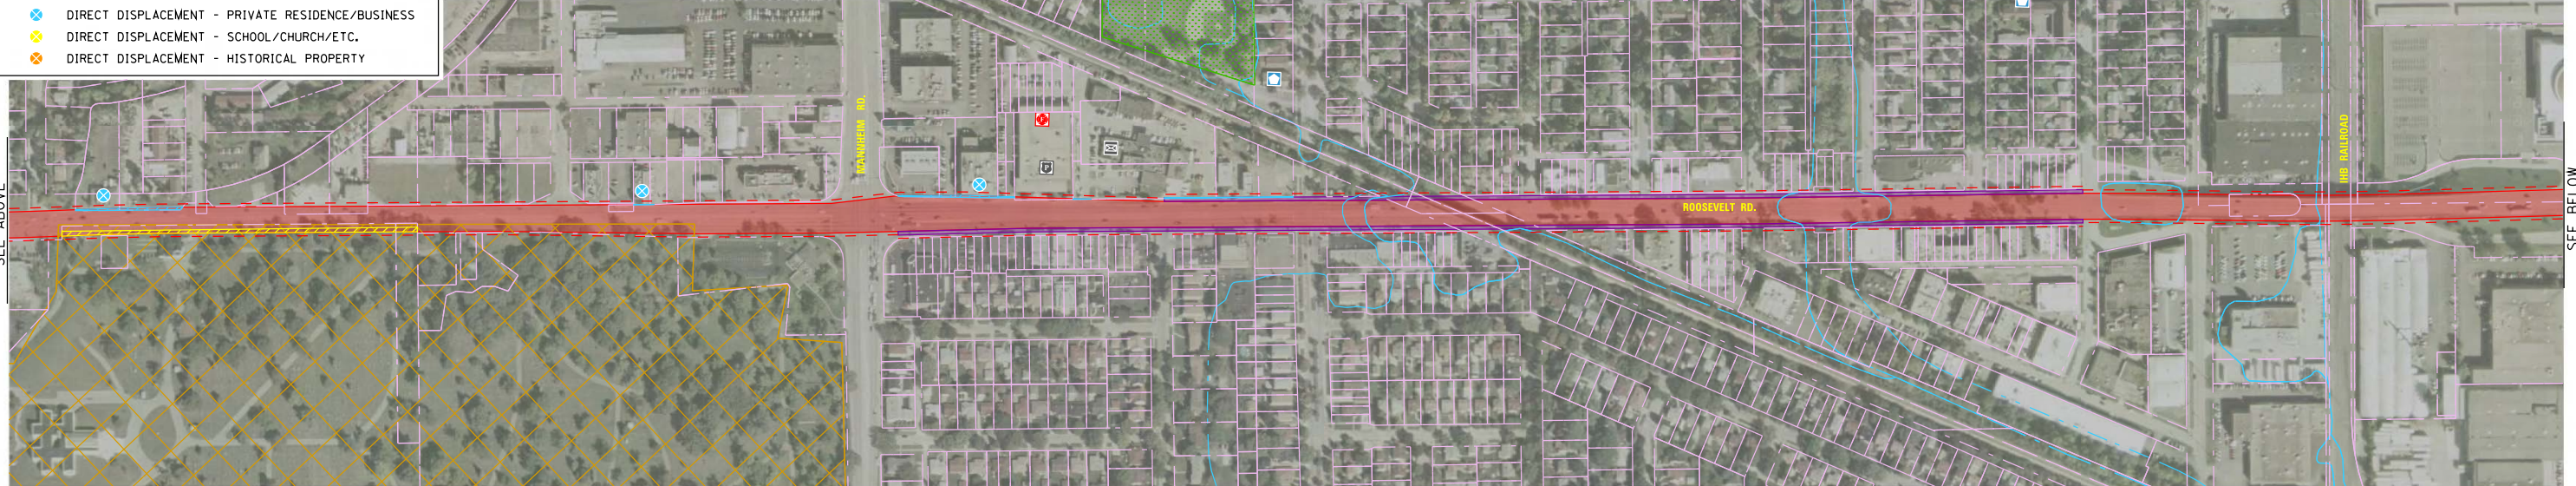 DIRECT DISPLACEMENT - PRIVATE RESIDENCE/BUSINESS
DIRECT DISPLACEMENT - SCHOOL/CHURCH/ETC.
DIRECT DISPLACEMENT - HISTORICAL PROPERTY
SEE ABOVE
MANNHEIM RD.
F
P
ROOSEVELT RD.
IHB RAILROAD
SEE BELOW